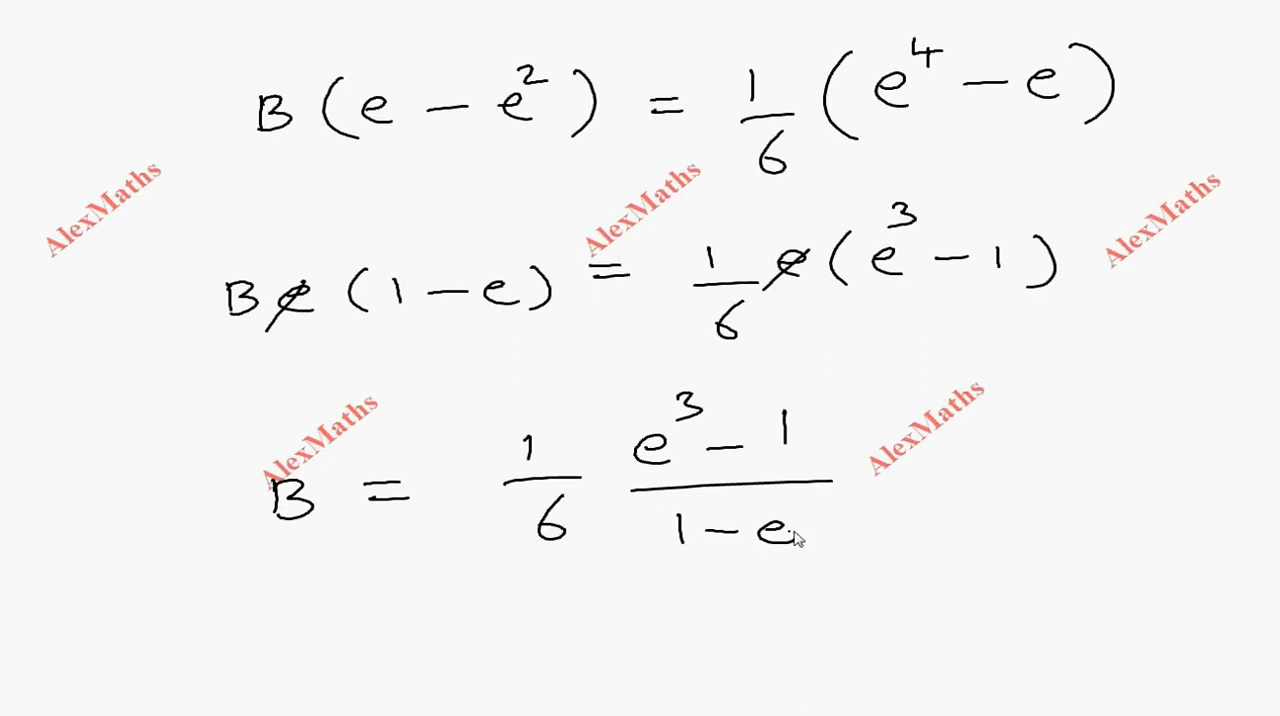 B (e − e²) = 1/6 (e⁴ − e)
AlexMaths AlexMaths AlexMaths
Be (1 − e) = 1/6 e (e³ − 1)
AlexMaths AlexMaths
B = 1/6 (e³ − 1)/(1 − e)